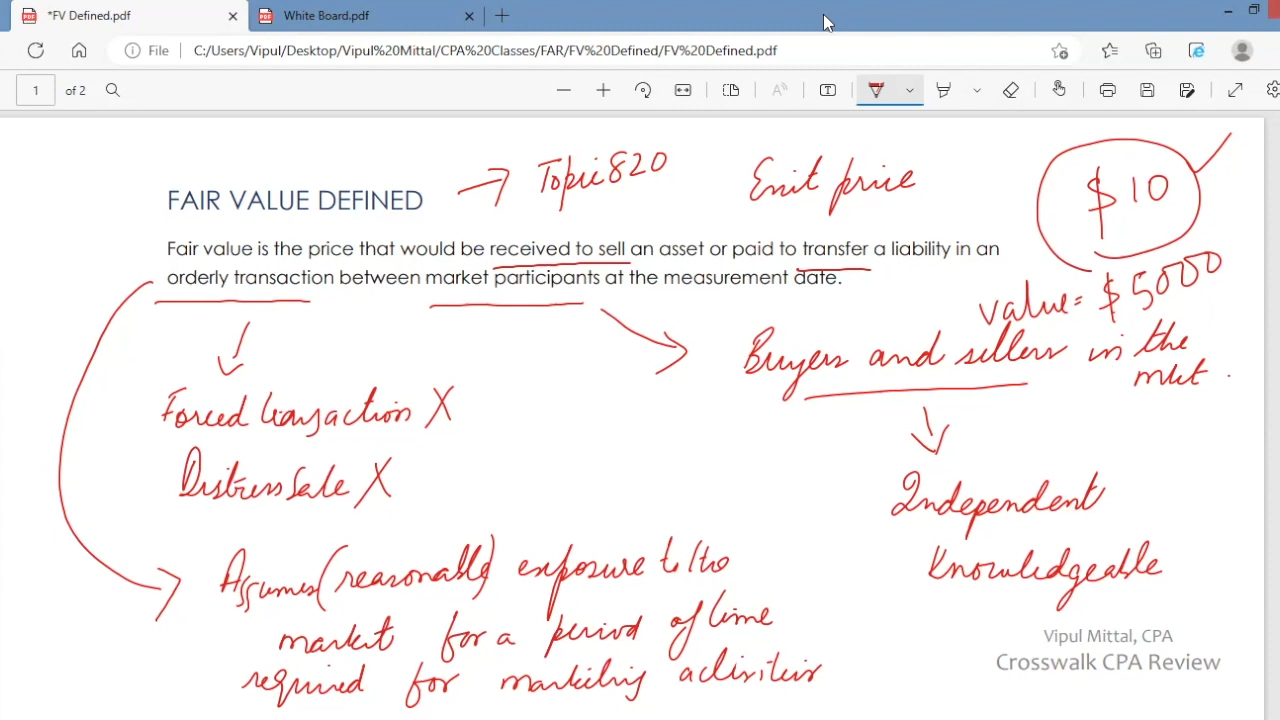 *FV Defined.pdf
White Board.pdf
File
C:/Users/Vipul/Desktop/Vipul%20Mittal/CPA%20Classes/FAR/FV%20Defined/FV%20Defined.pdf
1 of 2
FAIR VALUE DEFINED → Topic 820
Exit price
$10
Fair value is the price that would be received to sell an asset or paid to transfer a liability in an
orderly transaction between market participants at the measurement date.
value = $5000
Buyers and sellers in the
mkt.
Forced transaction X
Distress Sale X
Independent
Knowledgeable
Assumes (reasonable) exposure to the
market for a period of time
required for marketing activities
Vipul Mittal, CPA
Crosswalk CPA Review